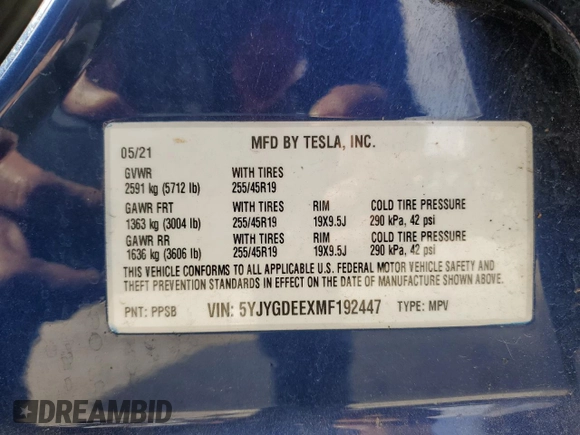 MFD BY TESLA, INC.
05/21
GVWR WITH TIRES
2591 kg (5712 lb) 255/45R19
GAWR FRT WITH TIRES RIM COLD TIRE PRESSURE
1363 kg (3004 lb) 255/45R19 19X9.5J 290 kPa, 42 psi
GAWR RR WITH TIRES RIM COLD TIRE PRESSURE
1636 kg (3606 lb) 255/45R19 19X9.5J 290 kPa, 42 psi
THIS VEHICLE CONFORMS TO ALL APPLICABLE U.S. FEDERAL MOTOR VEHICLE SAFETY AND
THEFT PREVENTION STANDARDS IN EFFECT ON THE DATE OF MANUFACTURE SHOWN ABOVE.
PNT: PPSB VIN: 5YJYGDEEXMF192447 TYPE: MPV
DREAMBID